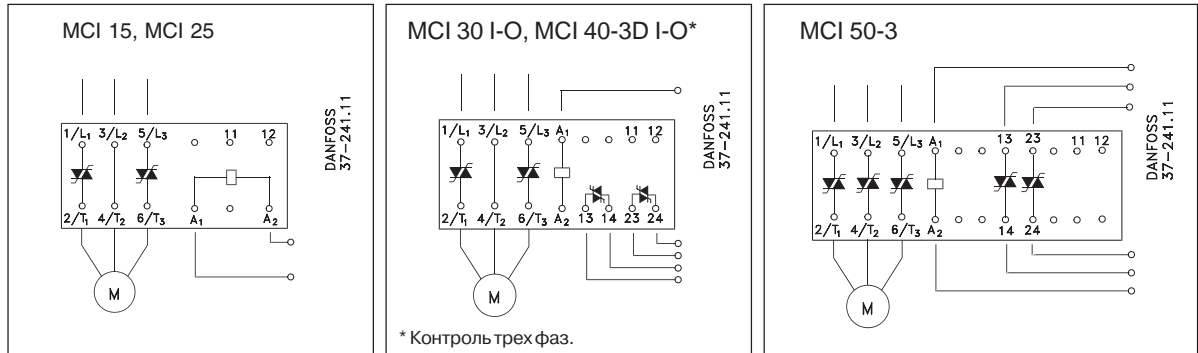 MCI 15, MCI 25
1/L1 3/L2 5/L3 11 12
2/T1 4/T2 6/T3 A1 A2
M
DANFOSS
37-241.11
MCI 30 I-O, MCI 40-3D I-O*
1/L1 3/L2 5/L3 A1 11 12
2/T1 4/T2 6/T3 A2 13 14 23 24
M
DANFOSS
37-241.11
* Контроль трех фаз.
MCI 50-3
1/L1 3/L2 5/L3 A1 13 23 11 12
2/T1 4/T2 6/T3 A2 14 24
M
DANFOSS
37-241.11